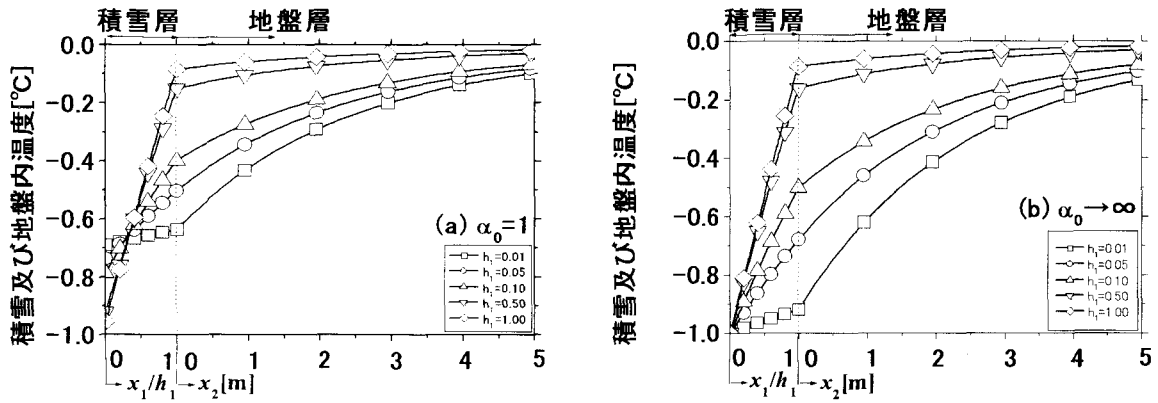 積雪層 地盤層
積雪及び地盤内温度[℃]
0.0
-0.2
-0.4
-0.6
-0.8
-1.0
(a) α₀=1
h₁=0.01
h₁=0.05
h₁=0.10
h₁=0.50
h₁=1.00
0 1 0 1 2 3 4 5
x₁/h₁ x₂[m]
積雪層 地盤層
積雪及び地盤内温度[℃]
0.0
-0.2
-0.4
-0.6
-0.8
-1.0
(b) α₀→∞
h₁=0.01
h₁=0.05
h₁=0.10
h₁=0.50
h₁=1.00
0 1 0 1 2 3 4 5
x₁/h₁ x₂[m]